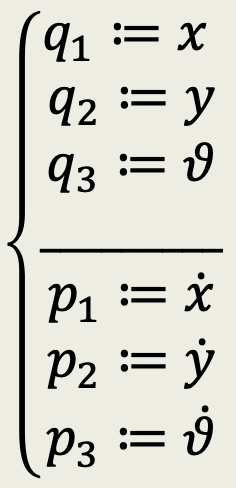 q₁ := x
q₂ := y
q₃ := ϑ
p₁ := ẋ
p₂ := ẏ
p₃ := ϑ̇